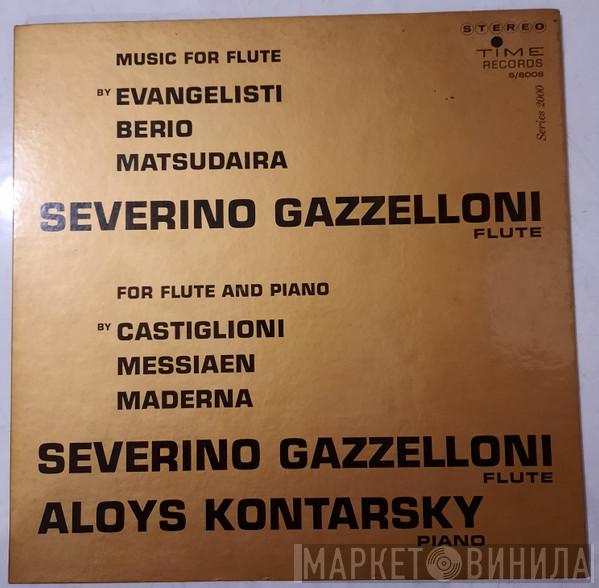 STEREO
TIME
RECORDS
S/8008
Series 2000
MUSIC FOR FLUTE
BY EVANGELISTI
BERIO
MATSUDAIRA
SEVERINO GAZZELLONI
FLUTE
FOR FLUTE AND PIANO
BY CASTIGLIONI
MESSIAEN
MADERNA
SEVERINO GAZZELLONI
FLUTE
ALOYS KONTARSKY
PIANO
МАРКЕТ ВИНИЛА